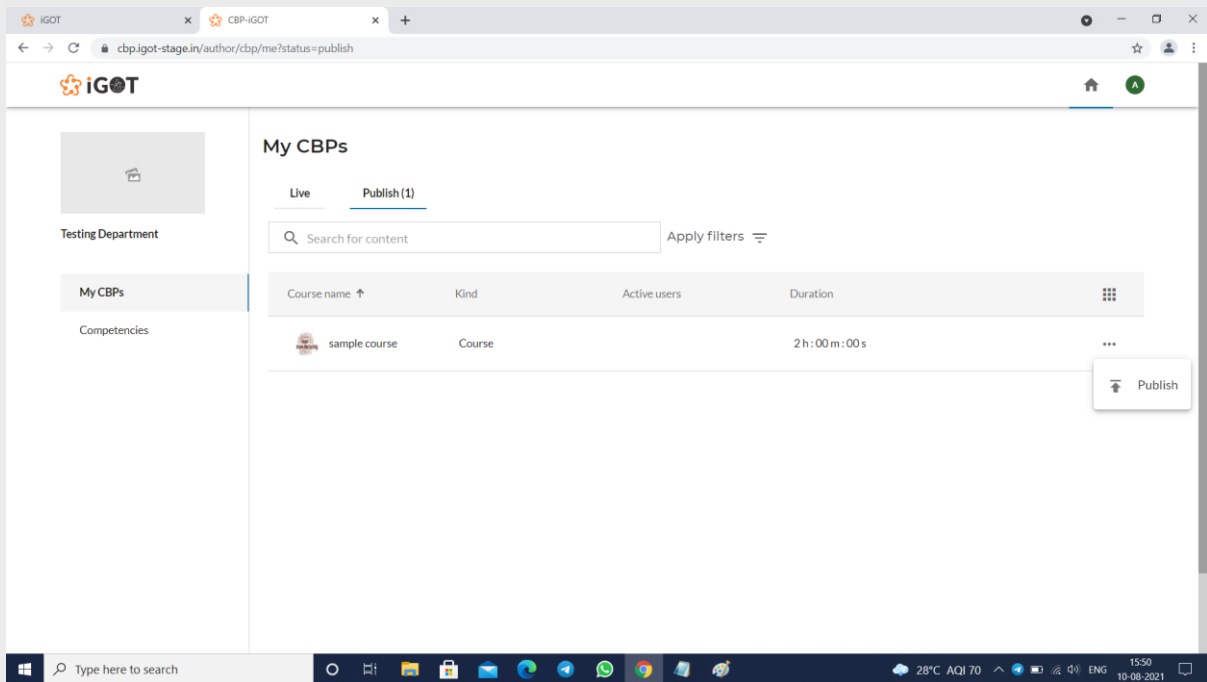 iGOT
CBP-iGOT
cbp.igot-stage.in/author/cbp/me?status=publish
iGOT
A
My CBPs
Live Publish (1)
Testing Department
Search for content Apply filters
My CBPs
Competencies
Course name Kind Active users Duration
sample course Course 2 h : 00 m : 00 s
Publish
Type here to search
28°C AQI 70 ENG
15:50
10-08-2021